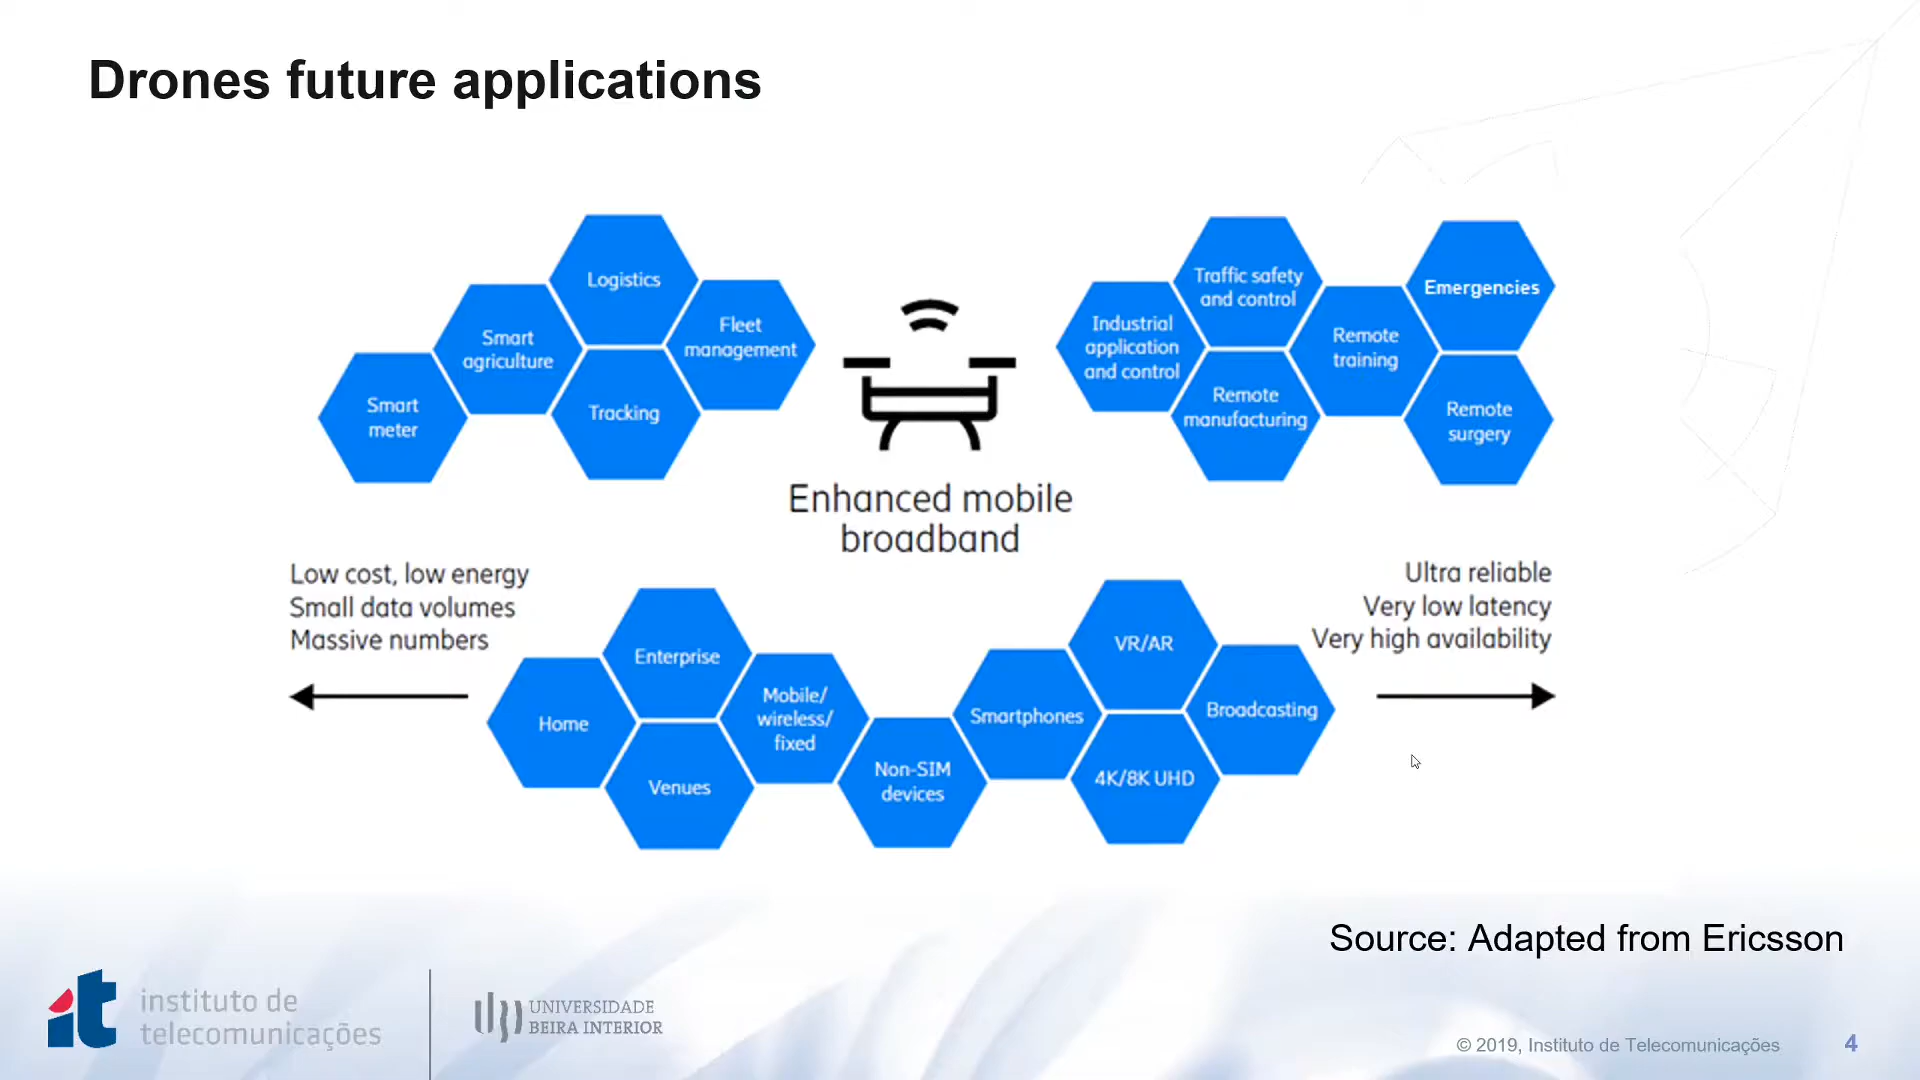 Drones future applications
Logistics
Smart
agriculture
Fleet
management
Smart
meter
Tracking
Traffic safety
and control
Emergencies
Industrial
application
and control
Remote
training
Remote
manufacturing
Remote
surgery
Enhanced mobile
broadband
Low cost, low energy
Small data volumes
Massive numbers
Ultra reliable
Very low latency
Very high availability
Enterprise
Home
Mobile/
wireless/
fixed
Venues
Non-SIM
devices
Smartphones
VR/AR
Broadcasting
4K/8K UHD
Source: Adapted from Ericsson
it
instituto de
telecomunicações
UNIVERSIDADE
BEIRA INTERIOR
© 2019, Instituto de Telecomunicações
4